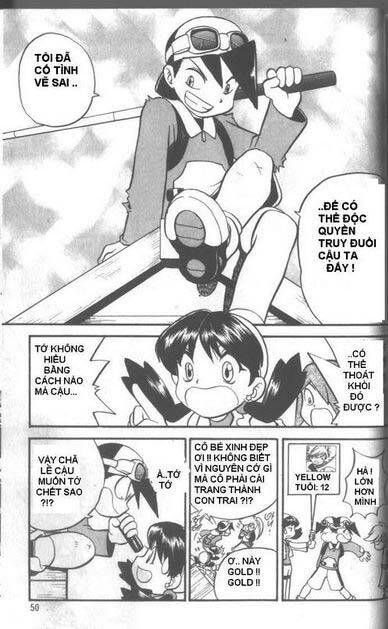 TÔI ĐÃ
CỐ TÌNH
VẼ SAI ..
..ĐỂ CÓ
THỂ ĐỘC
QUYỀN
TRUY ĐUỔI
CẬU TA
ĐẤY !
TỚ KHÔNG
HIỂU
BẰNG
CÁCH NÀO
MÀ CẬU...
..CÓ THỂ
THOÁT
KHỎI
ĐÓ
ĐƯỢC ?
VẬY CHÃ
LẼ CẬU
MUỐN TỚ
CHẾT SAO
?!?
À..TỚ
TỚ
CÔ BÉ XINH ĐẸP
ƠI !! KHÔNG BIẾT
VÌ NGUYÊN CỚ GÌ
MÀ CÔ PHẢI CẢI
TRANG THÀNH
CON TRAI ?!?
Ơ.. NÀY
GOLD !!
GOLD !!
YELLOW
TUỔI: 12
HẢ !
LỚN
HƠN
MÌNH
50